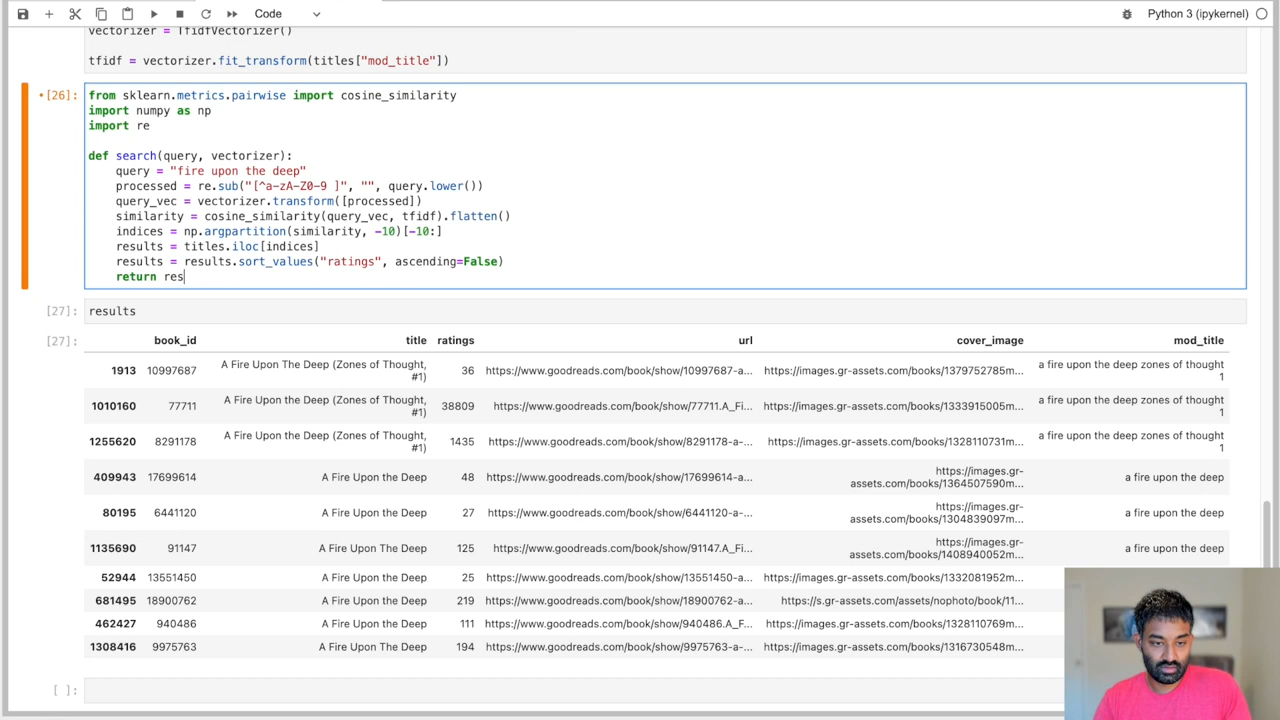 Code
Python 3 (ipykernel)
vectorizer = TfidfVectorizer()
tfidf = vectorizer.fit_transform(titles["mod_title"])
[26]:
from sklearn.metrics.pairwise import cosine_similarity
import numpy as np
import re
def search(query, vectorizer):
query = "fire upon the deep"
processed = re.sub("[^a-zA-Z0-9 ]", "", query.lower())
query_vec = vectorizer.transform([processed])
similarity = cosine_similarity(query_vec, tfidf).flatten()
indices = np.argpartition(similarity, -10)[-10:]
results = titles.iloc[indices]
results = results.sort_values("ratings", ascending=False)
return res
[27]: results
[27]: book_id title ratings url cover_image mod_title
1913 10997687 A Fire Upon The Deep (Zones of Thought, #1) 36 https://www.goodreads.com/book/show/10997687-a... https://images.gr-assets.com/books/1379752785m... a fire upon the deep zones of thought 1
1010160 77711 A Fire Upon The Deep (Zones of Thought, #1) 38809 https://www.goodreads.com/book/show/77711.A_Fi... https://images.gr-assets.com/books/1333915005m... a fire upon the deep zones of thought 1
1255620 8291178 A Fire Upon the Deep (Zones of Thought, #1) 1435 https://www.goodreads.com/book/show/8291178-a-... https://images.gr-assets.com/books/1328110731m... a fire upon the deep zones of thought 1
409943 17699614 A Fire Upon the Deep 48 https://www.goodreads.com/book/show/17699614-a... https://images.gr-assets.com/books/1364507590m... a fire upon the deep
80195 6441120 A Fire Upon the Deep 27 https://www.goodreads.com/book/show/6441120-a-... https://images.gr-assets.com/books/1304839097m... a fire upon the deep
1135690 91147 A Fire Upon The Deep 125 https://www.goodreads.com/book/show/91147.A_Fi... https://images.gr-assets.com/books/1408940052m... a fire upon the deep
52944 13551450 A Fire Upon the Deep 25 https://www.goodreads.com/book/show/13551450-a... https://images.gr-assets.com/books/1332081952m...
681495 18900762 A Fire Upon the Deep 219 https://www.goodreads.com/book/show/18900762-a... https://s.gr-assets.com/assets/nophoto/book/11...
462427 940486 A Fire Upon the Deep 111 https://www.goodreads.com/book/show/940486.A_F... https://images.gr-assets.com/books/1328110769m...
1308416 9975763 A Fire Upon the Deep 194 https://www.goodreads.com/book/show/9975763-a-... https://images.gr-assets.com/books/1316730548m...
[ ]: